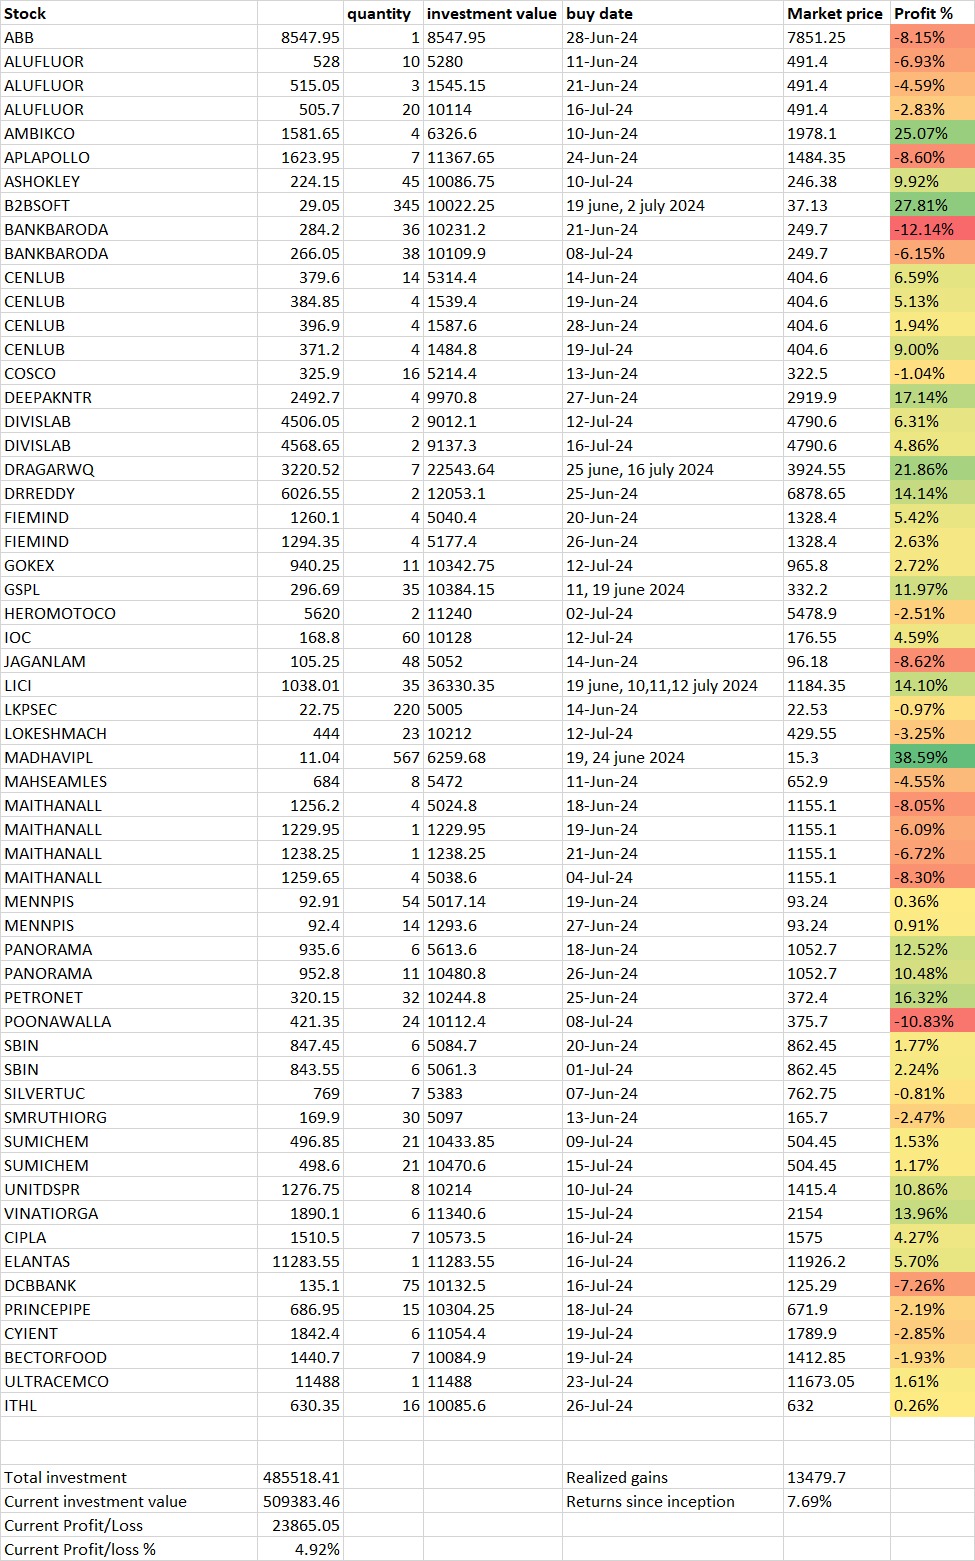 Stock quantity investment value buy date Market price Profit %
ABB 8547.95 1 8547.95 28-Jun-24 7851.25 -8.15%
ALUFLUOR 528 10 5280 11-Jun-24 491.4 -6.93%
ALUFLUOR 515.05 3 1545.15 21-Jun-24 491.4 -4.59%
ALUFLUOR 505.7 20 10114 16-Jul-24 491.4 -2.83%
AMBIKCO 1581.65 4 6326.6 10-Jun-24 1978.1 25.07%
APLAPOLLO 1623.95 7 11367.65 24-Jun-24 1484.35 -8.60%
ASHOKLEY 224.15 45 10086.75 10-Jul-24 246.38 9.92%
B2BSOFT 29.05 345 10022.25 19 june, 2 july 2024 37.13 27.81%
BANKBARODA 284.2 36 10231.2 21-Jun-24 249.7 -12.14%
BANKBARODA 266.05 38 10109.9 08-Jul-24 249.7 -6.15%
CENLUB 379.6 14 5314.4 14-Jun-24 404.6 6.59%
CENLUB 384.85 4 1539.4 19-Jun-24 404.6 5.13%
CENLUB 396.9 4 1587.6 28-Jun-24 404.6 1.94%
CENLUB 371.2 4 1484.8 19-Jul-24 404.6 9.00%
COSCO 325.9 16 5214.4 13-Jun-24 322.5 -1.04%
DEEPAKNTR 2492.7 4 9970.8 27-Jun-24 2919.9 17.14%
DIVISLAB 4506.05 2 9012.1 12-Jul-24 4790.6 6.31%
DIVISLAB 4568.65 2 9137.3 16-Jul-24 4790.6 4.86%
DRAGARWQ 3220.52 7 22543.64 25 june, 16 july 2024 3924.55 21.86%
DRREDDY 6026.55 2 12053.1 25-Jun-24 6878.65 14.14%
FIEMIND 1260.1 4 5040.4 20-Jun-24 1328.4 5.42%
FIEMIND 1294.35 4 5177.4 26-Jun-24 1328.4 2.63%
GOKEX 940.25 11 10342.75 12-Jul-24 965.8 2.72%
GSPL 296.69 35 10384.15 11, 19 june 2024 332.2 11.97%
HEROMOTOCO 5620 2 11240 02-Jul-24 5478.9 -2.51%
IOC 168.8 60 10128 12-Jul-24 176.55 4.59%
JAGANLAM 105.25 48 5052 14-Jun-24 96.18 -8.62%
LICI 1038.01 35 36330.35 19 june, 10,11,12 july 2024 1184.35 14.10%
LKPSEC 22.75 220 5005 14-Jun-24 22.53 -0.97%
LOKESHMACH 444 23 10212 12-Jul-24 429.55 -3.25%
MADHAVIPL 11.04 567 6259.68 19, 24 june 2024 15.3 38.59%
MAHSEAMLES 684 8 5472 11-Jun-24 652.9 -4.55%
MAITHANALL 1256.2 4 5024.8 18-Jun-24 1155.1 -8.05%
MAITHANALL 1229.95 1 1229.95 19-Jun-24 1155.1 -6.09%
MAITHANALL 1238.25 1 1238.25 21-Jun-24 1155.1 -6.72%
MAITHANALL 1259.65 4 5038.6 04-Jul-24 1155.1 -8.30%
MENNPIS 92.91 54 5017.14 19-Jun-24 93.24 0.36%
MENNPIS 92.4 14 1293.6 27-Jun-24 93.24 0.91%
PANORAMA 935.6 6 5613.6 18-Jun-24 1052.7 12.52%
PANORAMA 952.8 11 10480.8 26-Jun-24 1052.7 10.48%
PETRONET 320.15 32 10244.8 25-Jun-24 372.4 16.32%
POONAWALLA 421.35 24 10112.4 08-Jul-24 375.7 -10.83%
SBIN 847.45 6 5084.7 20-Jun-24 862.45 1.77%
SBIN 843.55 6 5061.3 01-Jul-24 862.45 2.24%
SILVERTUC 769 7 5383 07-Jun-24 762.75 -0.81%
SMRUTHIORG 169.9 30 5097 13-Jun-24 165.7 -2.47%
SUMICHEM 496.85 21 10433.85 09-Jul-24 504.45 1.53%
SUMICHEM 498.6 21 10470.6 15-Jul-24 504.45 1.17%
UNITDSPR 1276.75 8 10214 10-Jul-24 1415.4 10.86%
VINATIORGA 1890.1 6 11340.6 15-Jul-24 2154 13.96%
CIPLA 1510.5 7 10573.5 16-Jul-24 1575 4.27%
ELANTAS 11283.55 1 11283.55 16-Jul-24 11926.2 5.70%
DCBBANK 135.1 75 10132.5 16-Jul-24 125.29 -7.26%
PRINCEPIPE 686.95 15 10304.25 18-Jul-24 671.9 -2.19%
CYIENT 1842.4 6 11054.4 19-Jul-24 1789.9 -2.85%
BECTORFOOD 1440.7 7 10084.9 19-Jul-24 1412.85 -1.93%
ULTRACEMCO 11488 1 11488 23-Jul-24 11673.05 1.61%
ITHL 630.35 16 10085.6 26-Jul-24 632 0.26%
Total investment 485518.41 Realized gains 13479.7
Current investment value 509383.46 Returns since inception 7.69%
Current Profit/Loss 23865.05
Current Profit/loss % 4.92%